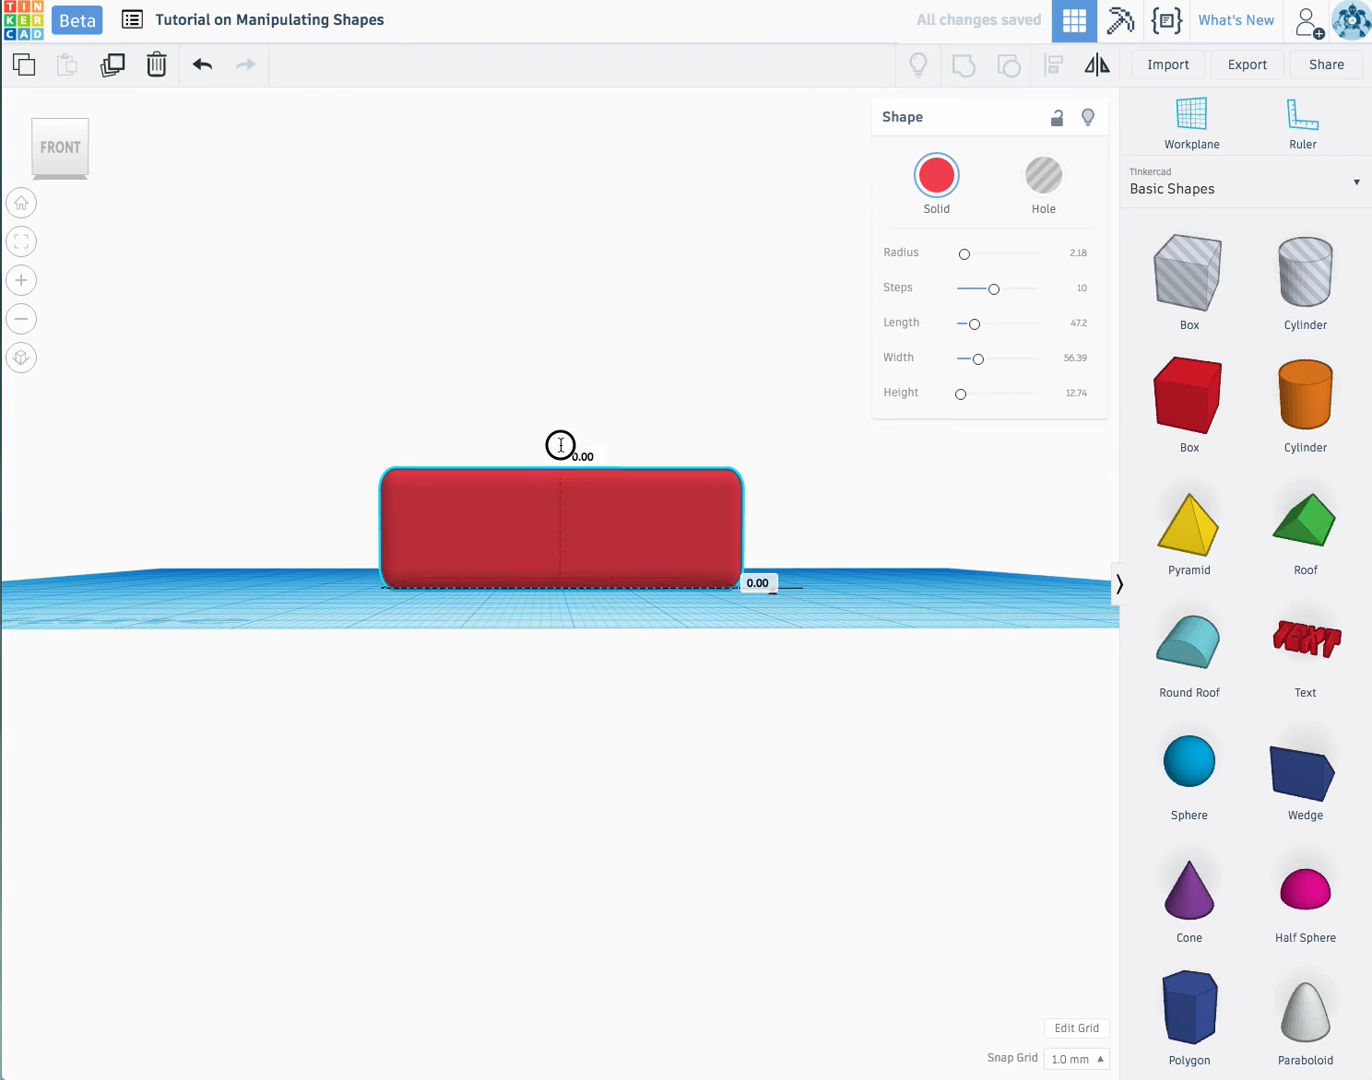 TIN
KER
CAD
Beta
Tutorial on Manipulating Shapes
All changes saved
What's New
Import
Export
Share
FRONT
Shape
Solid
Hole
Radius
2.18
Steps
10
Length
47.2
Width
56.39
Height
12.74
Workplane
Ruler
Tinkercad
Basic Shapes
Box
Cylinder
Box
Cylinder
Pyramid
Roof
Round Roof
TEXT
Text
Sphere
Wedge
Cone
Half Sphere
Polygon
Paraboloid
0.00
0.00
Edit Grid
Snap Grid
1.0 mm